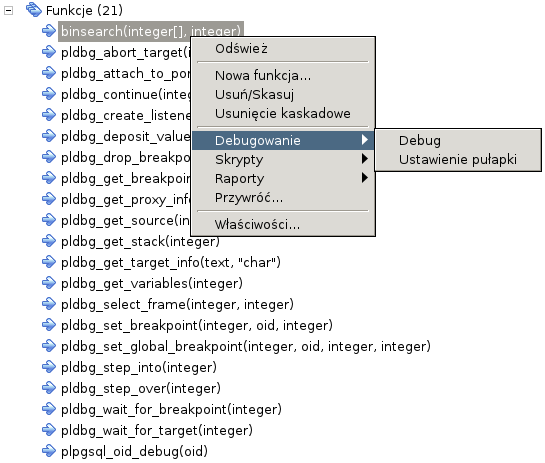 Funkcje (21)
binsearch(integer[], integer)
pldbg_abort_target(i
pldbg_attach_to_por
pldbg_continue(integ
pldbg_create_listene
pldbg_deposit_value
pldbg_drop_breakpo
pldbg_get_breakpoin
pldbg_get_proxy_info
pldbg_get_source(in
pldbg_get_stack(integer)
pldbg_get_target_info(text, "char")
pldbg_get_variables(integer)
pldbg_select_frame(integer, integer)
pldbg_set_breakpoint(integer, oid, integer)
pldbg_set_global_breakpoint(integer, oid, integer, integer)
pldbg_step_into(integer)
pldbg_step_over(integer)
pldbg_wait_for_breakpoint(integer)
pldbg_wait_for_target(integer)
plpgsql_oid_debug(oid)
Odśwież
Nowa funkcja...
Usuń/Skasuj
Usunięcie kaskadowe
Debugowanie
Skrypty
Raporty
Przywróć...
Właściwości...
Debug
Ustawienie pułapki